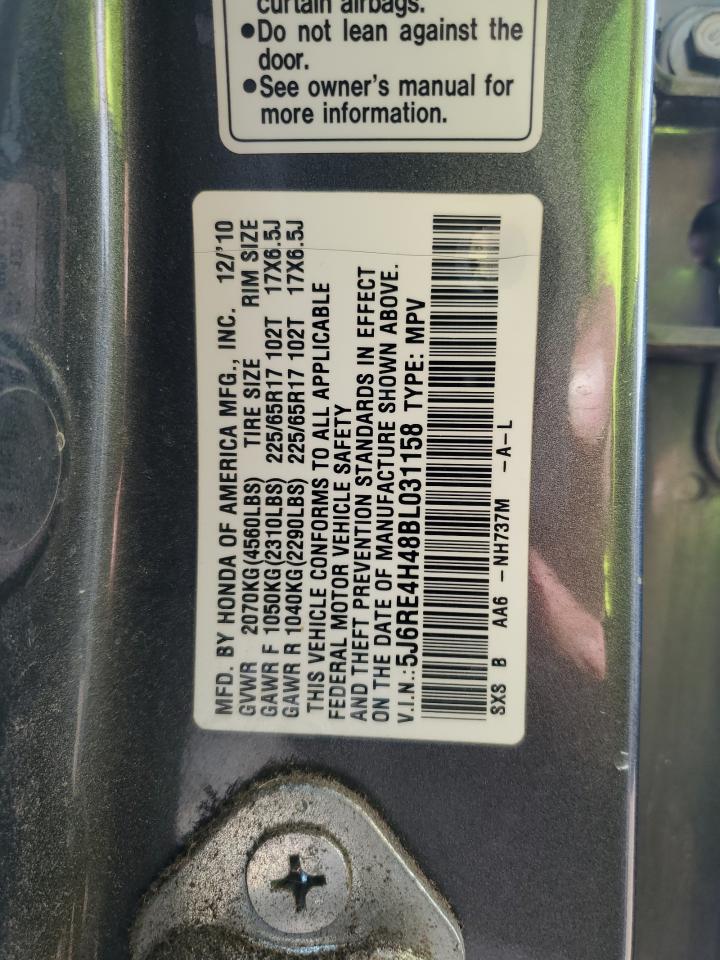 curtain airbags.
●Do not lean against the
door.
●See owner's manual for
more information.
MFD. BY HONDA OF AMERICA MFG., INC. 12/'10
GVWR 2070KG(4560LBS) TIRE SIZE RIM SIZE
GAWR F 1050KG(2310LBS) 225/65R17 102T 17X6.5J
GAWR R 1040KG(2290LBS) 225/65R17 102T 17X6.5J
THIS VEHICLE CONFORMS TO ALL APPLICABLE
FEDERAL MOTOR VEHICLE SAFETY
AND THEFT PREVENTION STANDARDS IN EFFECT
ON THE DATE OF MANUFACTURE SHOWN ABOVE.
V.I.N.:5J6RE4H48BL031158 TYPE: MPV
SXS B AA6 -NH737M -A-L